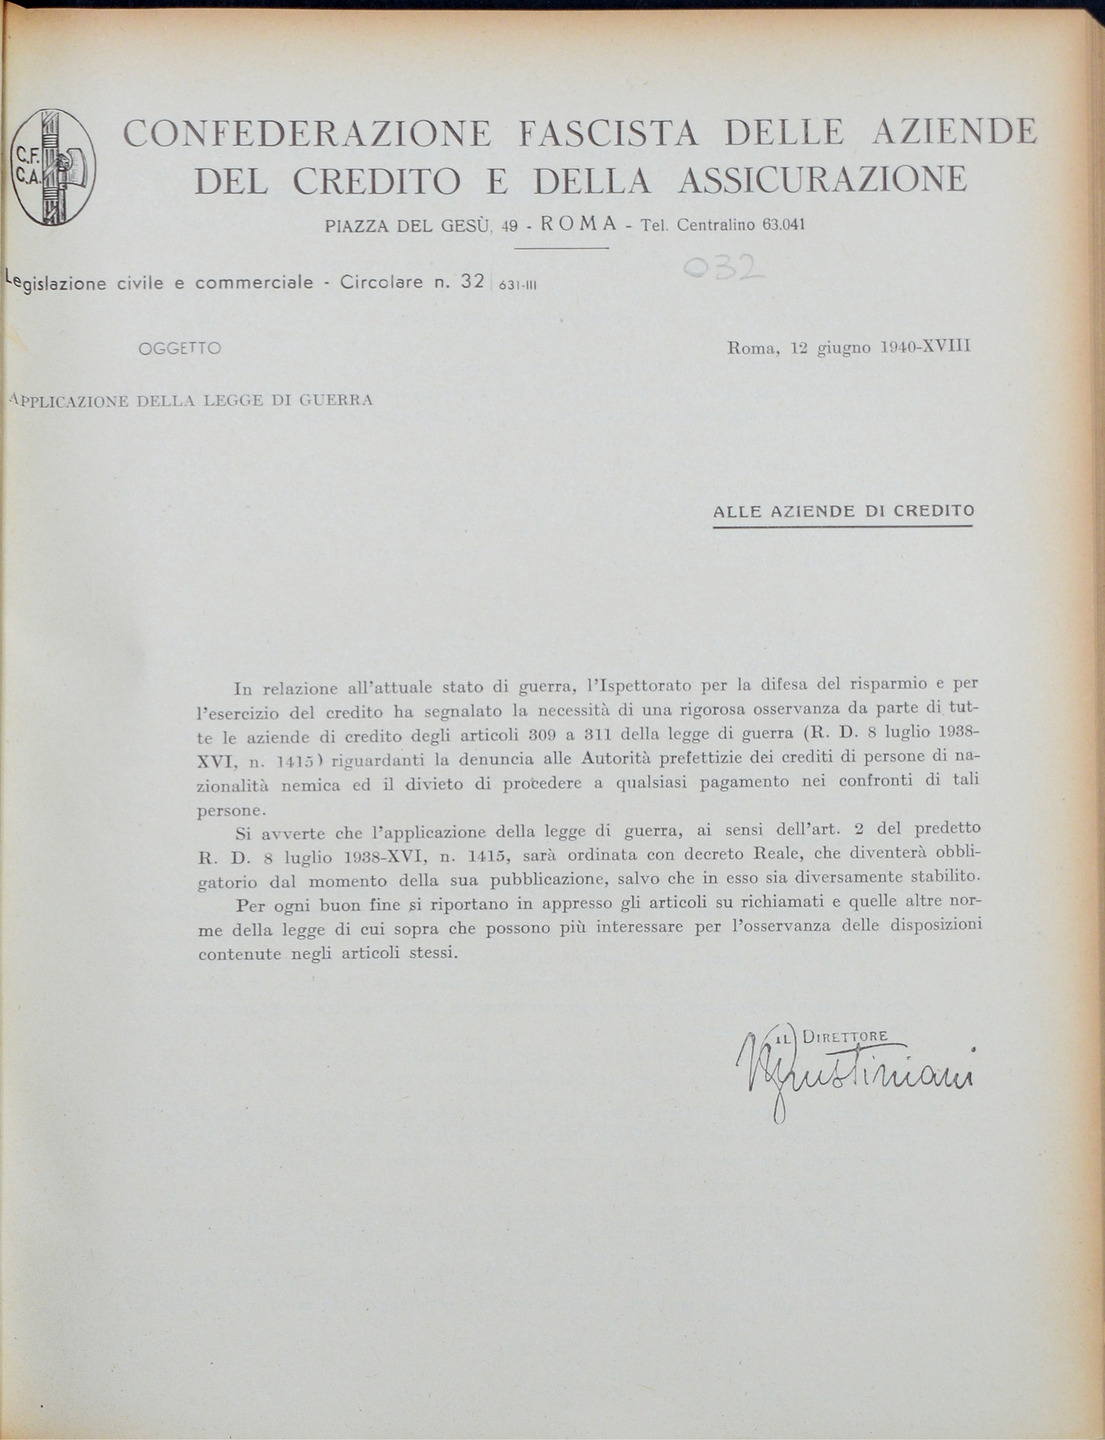 C.F.
C.A.
CONFEDERAZIONE FASCISTA DELLE AZIENDE
DEL CREDITO E DELLA ASSICURAZIONE
PIAZZA DEL GESÙ, 49 - ROMA - Tel. Centralino 63.041
032
Legislazione civile e commerciale - Circolare n. 32 631-III
OGGETTO
Roma, 12 giugno 1940-XVIII
APPLICAZIONE DELLA LEGGE DI GUERRA
ALLE AZIENDE DI CREDITO
In relazione all'attuale stato di guerra, l'Ispettorato per la difesa del risparmio e per
l'esercizio del credito ha segnalato la necessità di una rigorosa osservanza da parte di tut-
te le aziende di credito degli articoli 309 a 311 della legge di guerra (R. D. 8 luglio 1938-
XVI, n. 1415) riguardanti la denuncia alle Autorità prefettizie dei crediti di persone di na-
zionalità nemica ed il divieto di procedere a qualsiasi pagamento nei confronti di tali
persone.
Si avverte che l'applicazione della legge di guerra, ai sensi dell'art. 2 del predetto
R. D. 8 luglio 1938-XVI, n. 1415, sarà ordinata con decreto Reale, che diventerà obbli-
gatorio dal momento della sua pubblicazione, salvo che in esso sia diversamente stabilito.
Per ogni buon fine si riportano in appresso gli articoli su richiamati e quelle altre nor-
me della legge di cui sopra che possono più interessare per l'osservanza delle disposizioni
contenute negli articoli stessi.
IL DIRETTORE
Giustiniani